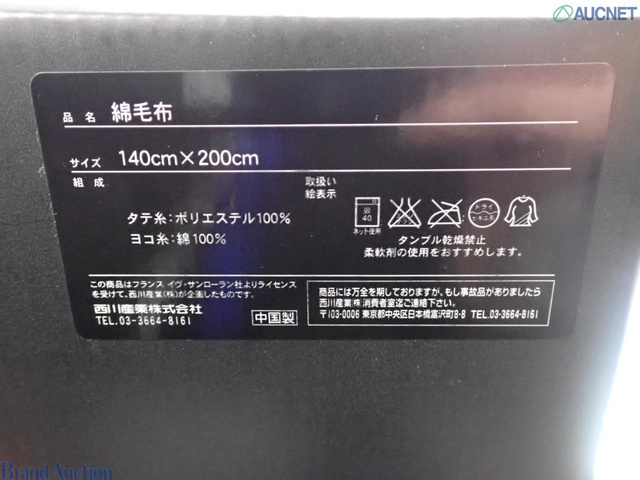 AUCNET
品 名 綿毛布
サイズ 140cm×200cm
組 成
タテ糸:ポリエステル100%
ヨコ糸:綿100%
取扱い
絵表示
40
ネット使用
ドライ
セキユ系
タンブル乾燥禁止
柔軟剤の使用をおすすめします。
この商品はフランス イヴ・サンローラン社よりライセンス
を受けて、西川産業(株)が企画したものです。
西川産業株式会社
TEL.03-3664-8161
中国製
商品には万全を期しておりますが、もし事故品がありましたら
西川産業(株)消費者室迄ご連絡下さい。
〒103-0006 東京都中央区日本橋富沢町8-8 TEL.03-3664-8161
Brand Auction